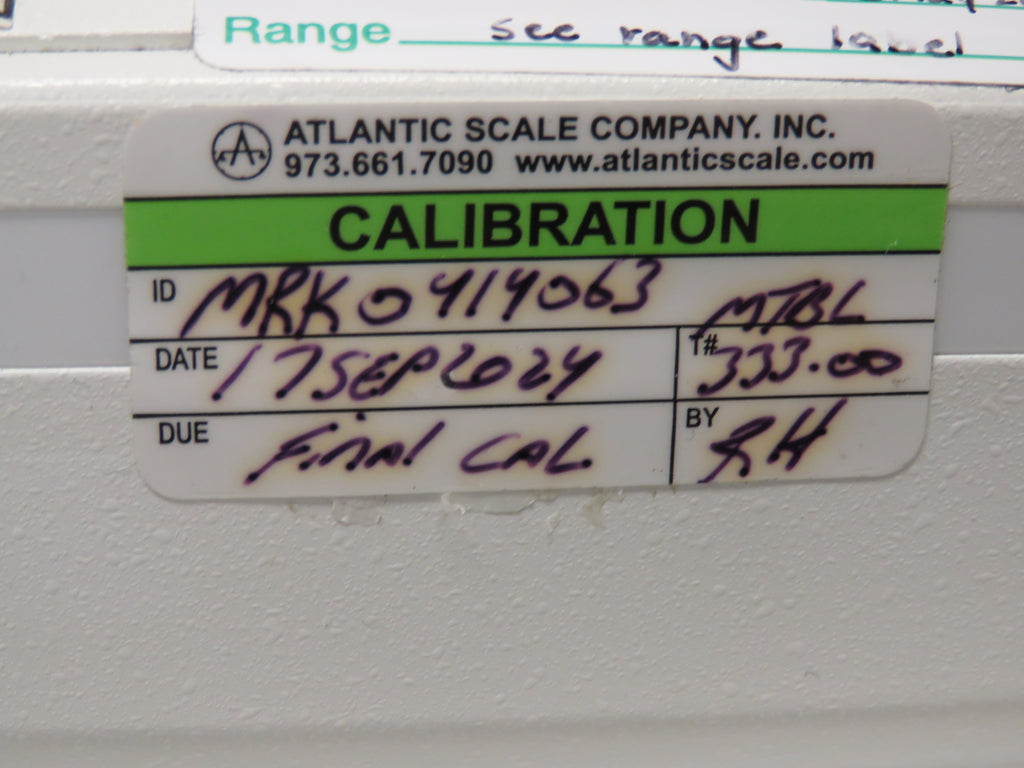 Range see range label
ATLANTIC SCALE COMPANY. INC.
973.661.7090 www.atlanticscale.com
CALIBRATION
ID MRK0414063 MTBL
DATE 17SEP2024 T# 333.00
DUE Final CAL. BY RH